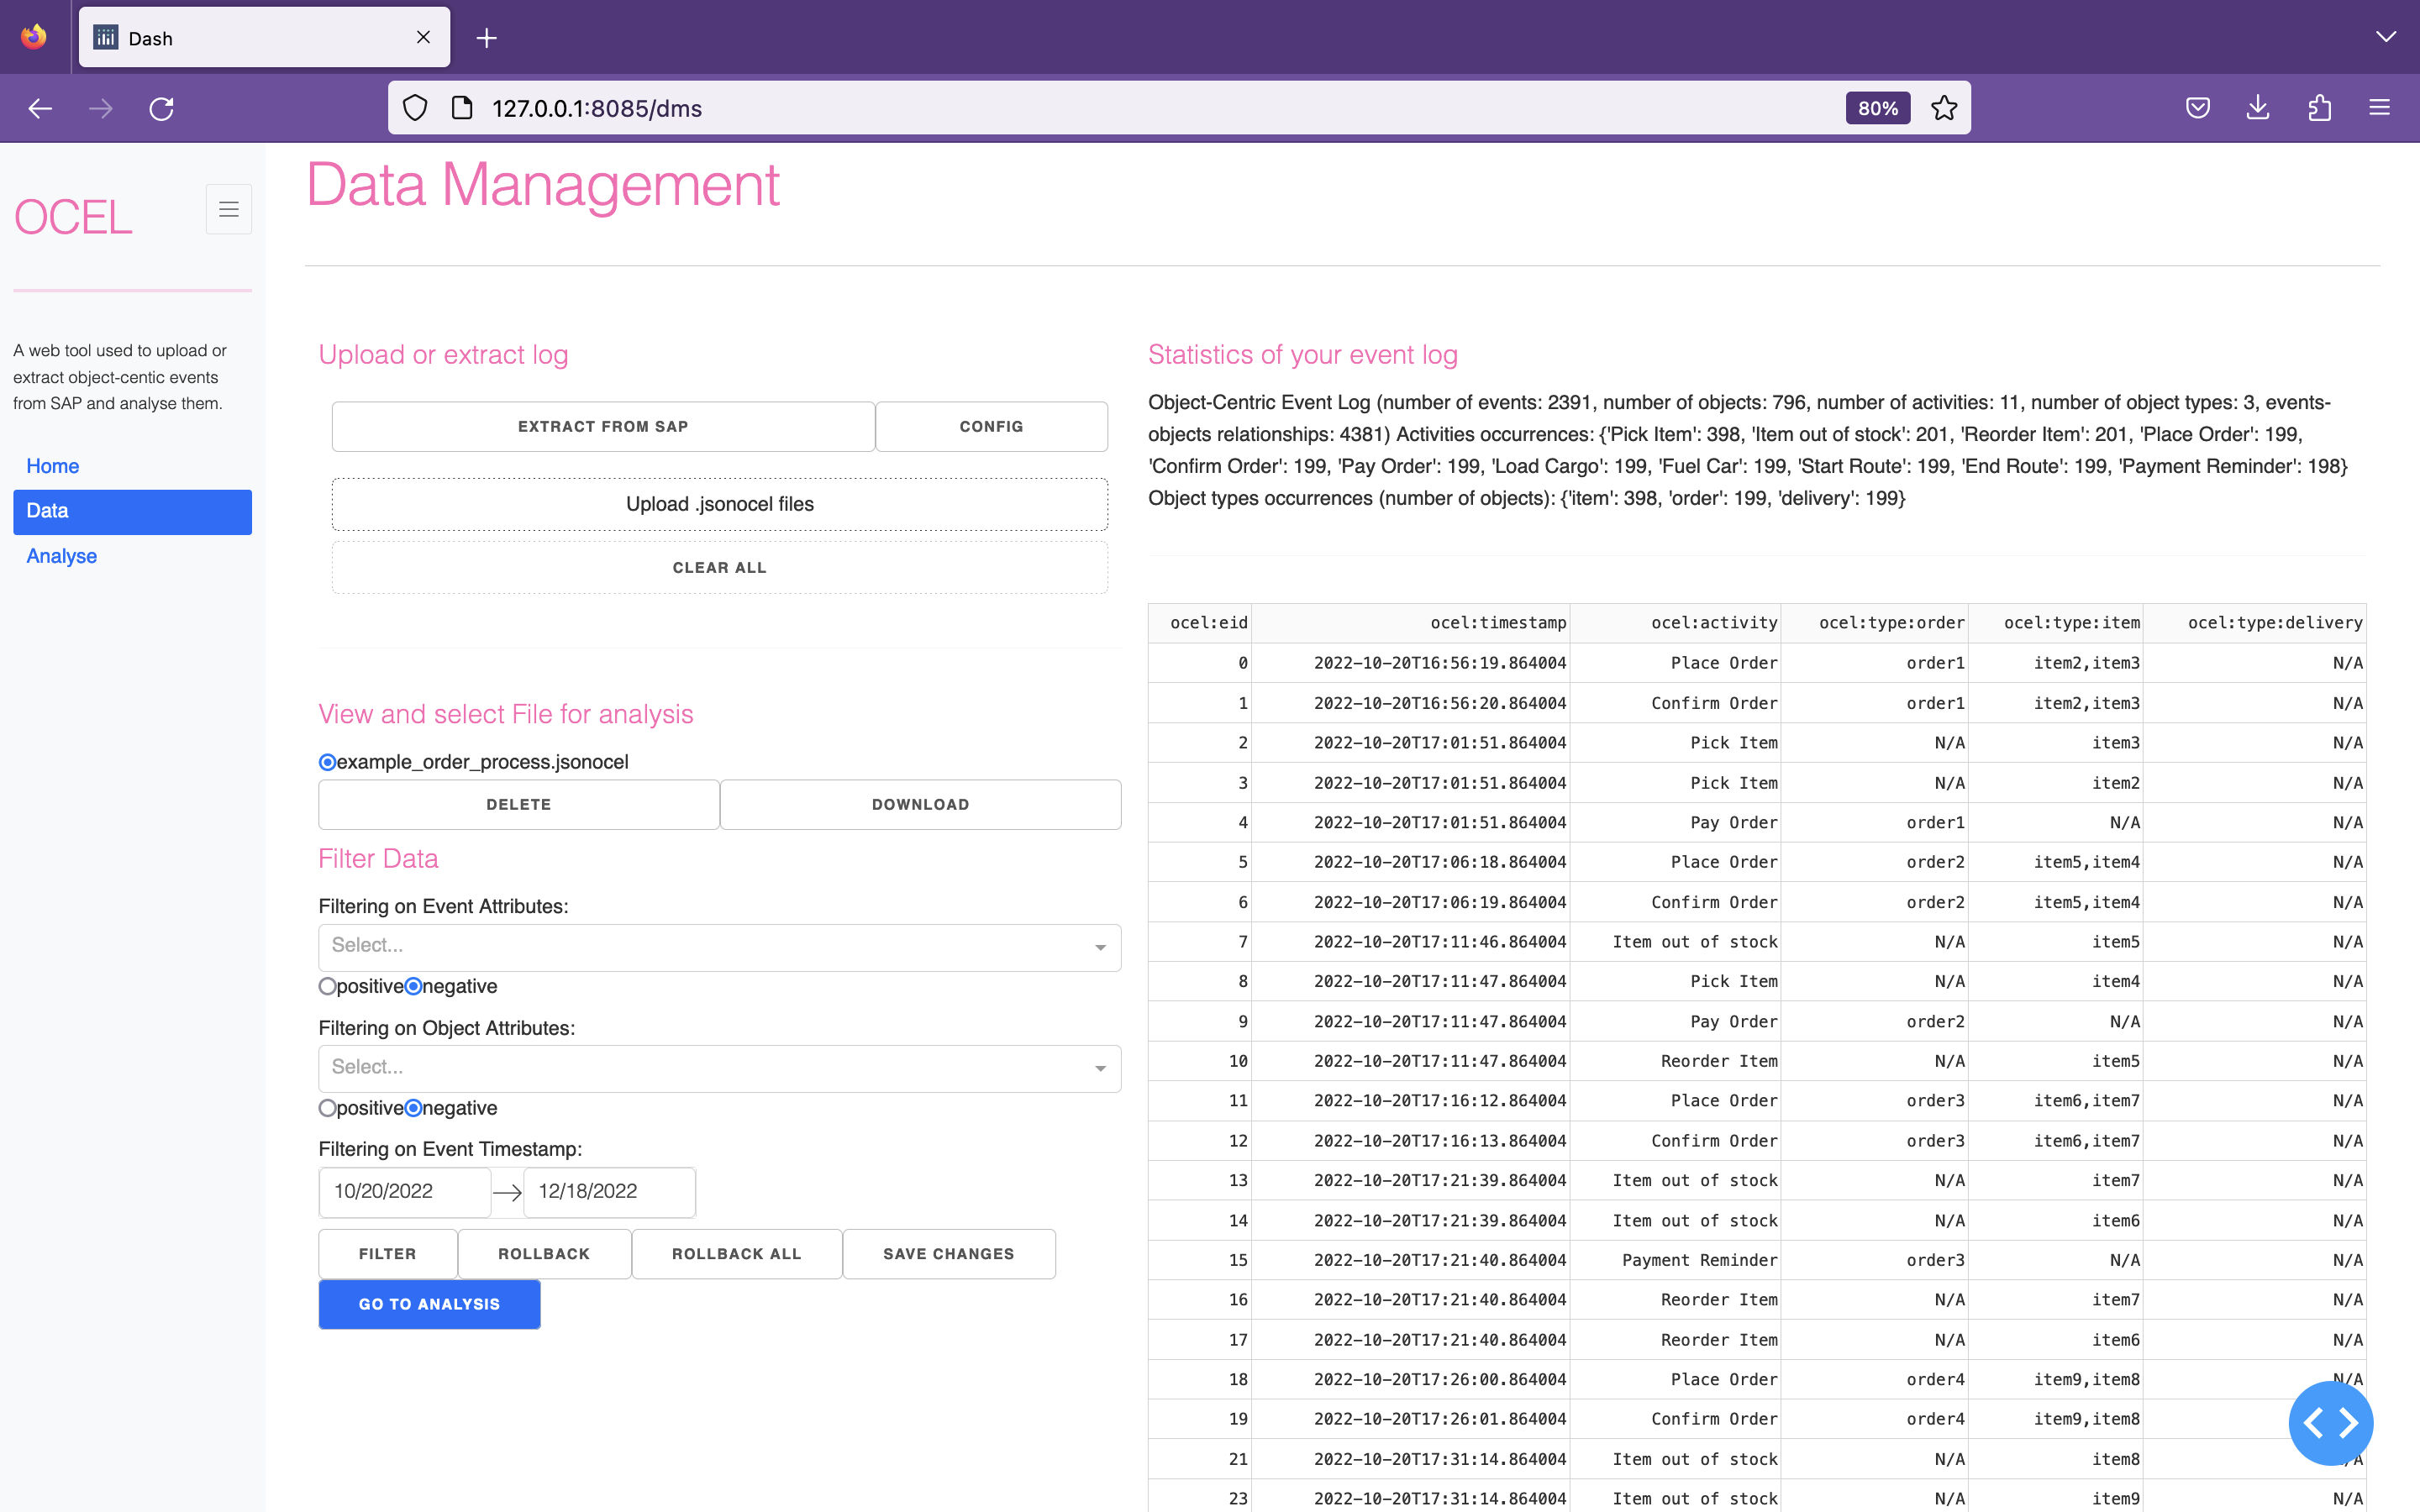 Dash
127.0.0.1:8085/dms
80%
OCEL
A web tool used to upload or
extract object-centic events
from SAP and analyse them.
Home
Data
Analyse
Data Management
Upload or extract log
EXTRACT FROM SAP
CONFIG
Upload .jsonocel files
CLEAR ALL
View and select File for analysis
example_order_process.jsonocel
DELETE
DOWNLOAD
Filter Data
Filtering on Event Attributes:
Select...
positive negative
Filtering on Object Attributes:
Select...
positive negative
Filtering on Event Timestamp:
10/20/2022 12/18/2022
FILTER ROLLBACK ROLLBACK ALL SAVE CHANGES
GO TO ANALYSIS
Statistics of your event log
Object-Centric Event Log (number of events: 2391, number of objects: 796, number of activities: 11, number of object types: 3, events-
objects relationships: 4381) Activities occurrences: {'Pick Item': 398, 'Item out of stock': 201, 'Reorder Item': 201, 'Place Order': 199,
'Confirm Order': 199, 'Pay Order': 199, 'Load Cargo': 199, 'Fuel Car': 199, 'Start Route': 199, 'End Route': 199, 'Payment Reminder': 198}
Object types occurrences (number of objects): {'item': 398, 'order': 199, 'delivery': 199}
ocel:eid ocel:timestamp ocel:activity ocel:type:order ocel:type:item ocel:type:delivery
0 2022-10-20T16:56:19.864004 Place Order order1 item2,item3 N/A
1 2022-10-20T16:56:20.864004 Confirm Order order1 item2,item3 N/A
2 2022-10-20T17:01:51.864004 Pick Item N/A item3 N/A
3 2022-10-20T17:01:51.864004 Pick Item N/A item2 N/A
4 2022-10-20T17:01:51.864004 Pay Order order1 N/A N/A
5 2022-10-20T17:06:18.864004 Place Order order2 item5,item4 N/A
6 2022-10-20T17:06:19.864004 Confirm Order order2 item5,item4 N/A
7 2022-10-20T17:11:46.864004 Item out of stock N/A item5 N/A
8 2022-10-20T17:11:47.864004 Pick Item N/A item4 N/A
9 2022-10-20T17:11:47.864004 Pay Order order2 N/A N/A
10 2022-10-20T17:11:47.864004 Reorder Item N/A item5 N/A
11 2022-10-20T17:16:12.864004 Place Order order3 item6,item7 N/A
12 2022-10-20T17:16:13.864004 Confirm Order order3 item6,item7 N/A
13 2022-10-20T17:21:39.864004 Item out of stock N/A item7 N/A
14 2022-10-20T17:21:39.864004 Item out of stock N/A item6 N/A
15 2022-10-20T17:21:40.864004 Payment Reminder order3 N/A N/A
16 2022-10-20T17:21:40.864004 Reorder Item N/A item7 N/A
17 2022-10-20T17:21:40.864004 Reorder Item N/A item6 N/A
18 2022-10-20T17:26:00.864004 Place Order order4 item9,item8 N/A
19 2022-10-20T17:26:01.864004 Confirm Order order4 item9,item8
21 2022-10-20T17:31:14.864004 Item out of stock N/A item8
23 2022-10-20T17:31:14.864004 Item out of stock N/A item9 N/A